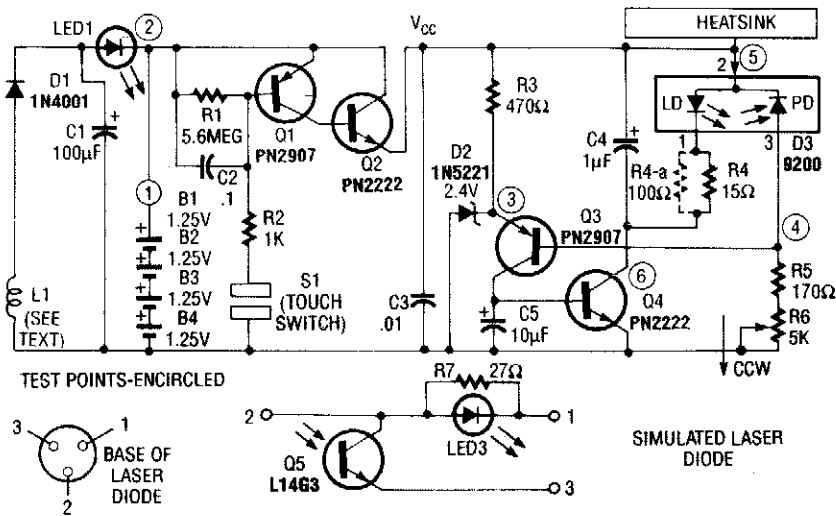 HEATSINK
LED1
2
VCC
5
2
D1
1N4001
R1
5.6MEG
Q1
PN2907
R3
470Ω
LD
PD
+
C1
100µF
C2
.1
Q2
PN2222
D2
1N5221
2.4V
+
C4
1µF
1
3
D3
9200
R4-a
100Ω
R4
15Ω
1
B1
1.25V
B2
1.25V
B3
1.25V
B4
1.25V
+
+
+
+
R2
1K
3
Q3
PN2907
4
L1
(SEE
TEXT)
S1
(TOUCH
SWITCH)
C3
.01
+
C5
10µF
6
Q4
PN2222
R5
170Ω
R6
5K
CCW
TEST POINTS-ENCIRCLED
R7
27Ω
3
1
2
BASE OF
LASER
DIODE
2
Q5
L14G3
LED3
1
3
SIMULATED LASER
DIODE